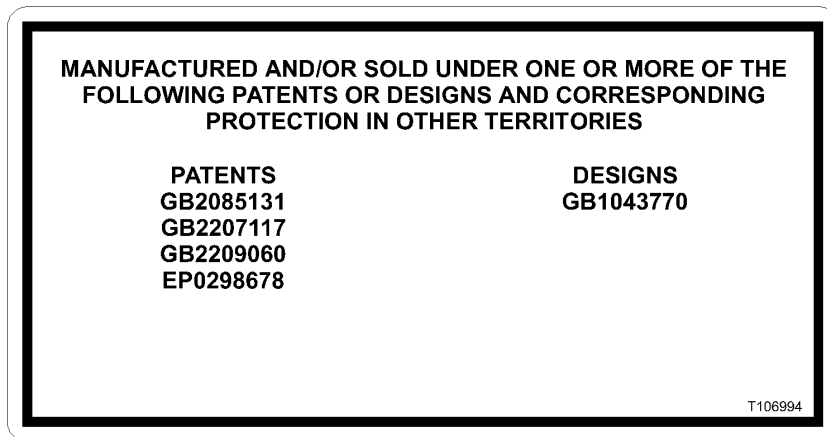 MANUFACTURED AND/OR SOLD UNDER ONE OR MORE OF THE
FOLLOWING PATENTS OR DESIGNS AND CORRESPONDING
PROTECTION IN OTHER TERRITORIES
PATENTS
GB2085131
GB2207117
GB2209060
EP0298678
DESIGNS
GB1043770
T106994